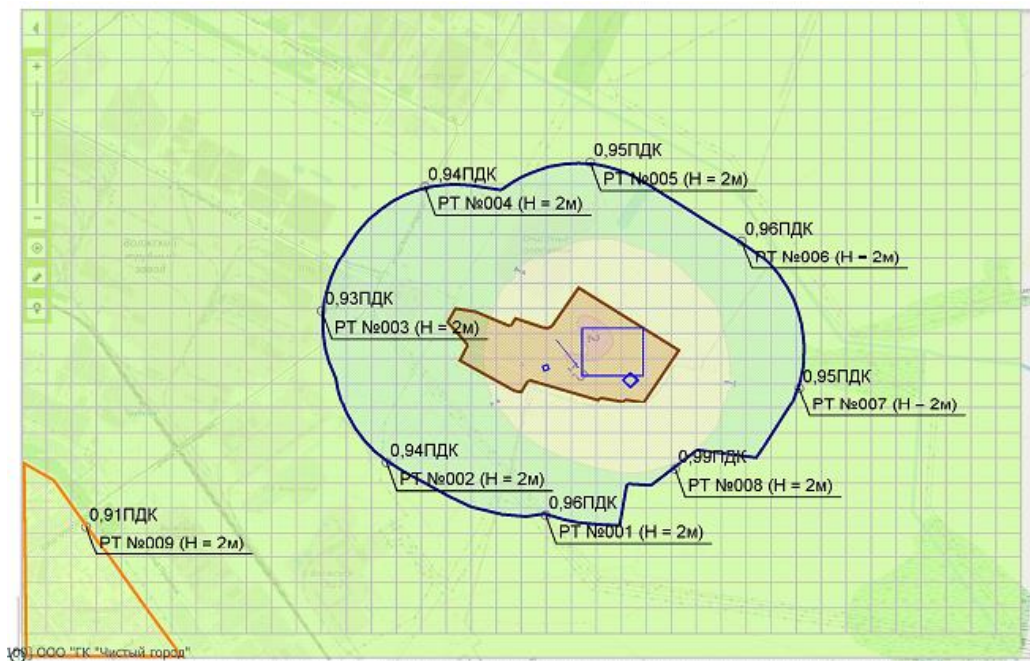 0,95ПДК
РТ №005 (Н = 2м)
0,94ПДК
РТ №004 (Н = 2м)
0,96ПДК
РТ №006 (Н = 2м)
0,93ПДК
РТ №003 (Н = 2м)
2
0,95ПДК
РТ №007 (Н = 2м)
0,94ПДК
РТ №002 (Н = 2м)
0,99ПДК
РТ №008 (Н = 2м)
0,96ПДК
РТ №001 (Н = 2м)
0,91ПДК
РТ №009 (Н = 2м)
ООО "ГК "Чистый город"